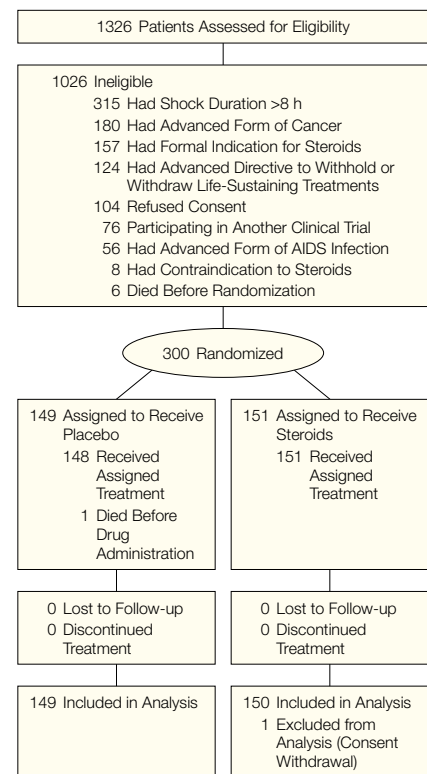 1326 Patients Assessed for Eligibility
1026 Ineligible
315 Had Shock Duration >8 h
180 Had Advanced Form of Cancer
157 Had Formal Indication for Steroids
124 Had Advanced Directive to Withhold or
Withdraw Life-Sustaining Treatments
104 Refused Consent
76 Participating in Another Clinical Trial
56 Had Advanced Form of AIDS Infection
8 Had Contraindication to Steroids
6 Died Before Randomization
300 Randomized
149 Assigned to Receive
Placebo
148 Received
Assigned
Treatment
1 Died Before
Drug
Administration
151 Assigned to Receive
Steroids
151 Received
Assigned
Treatment
0 Lost to Follow-up
0 Discontinued
Treatment
0 Lost to Follow-up
0 Discontinued
Treatment
149 Included in Analysis
150 Included in Analysis
1 Excluded from
Analysis (Consent
Withdrawal)